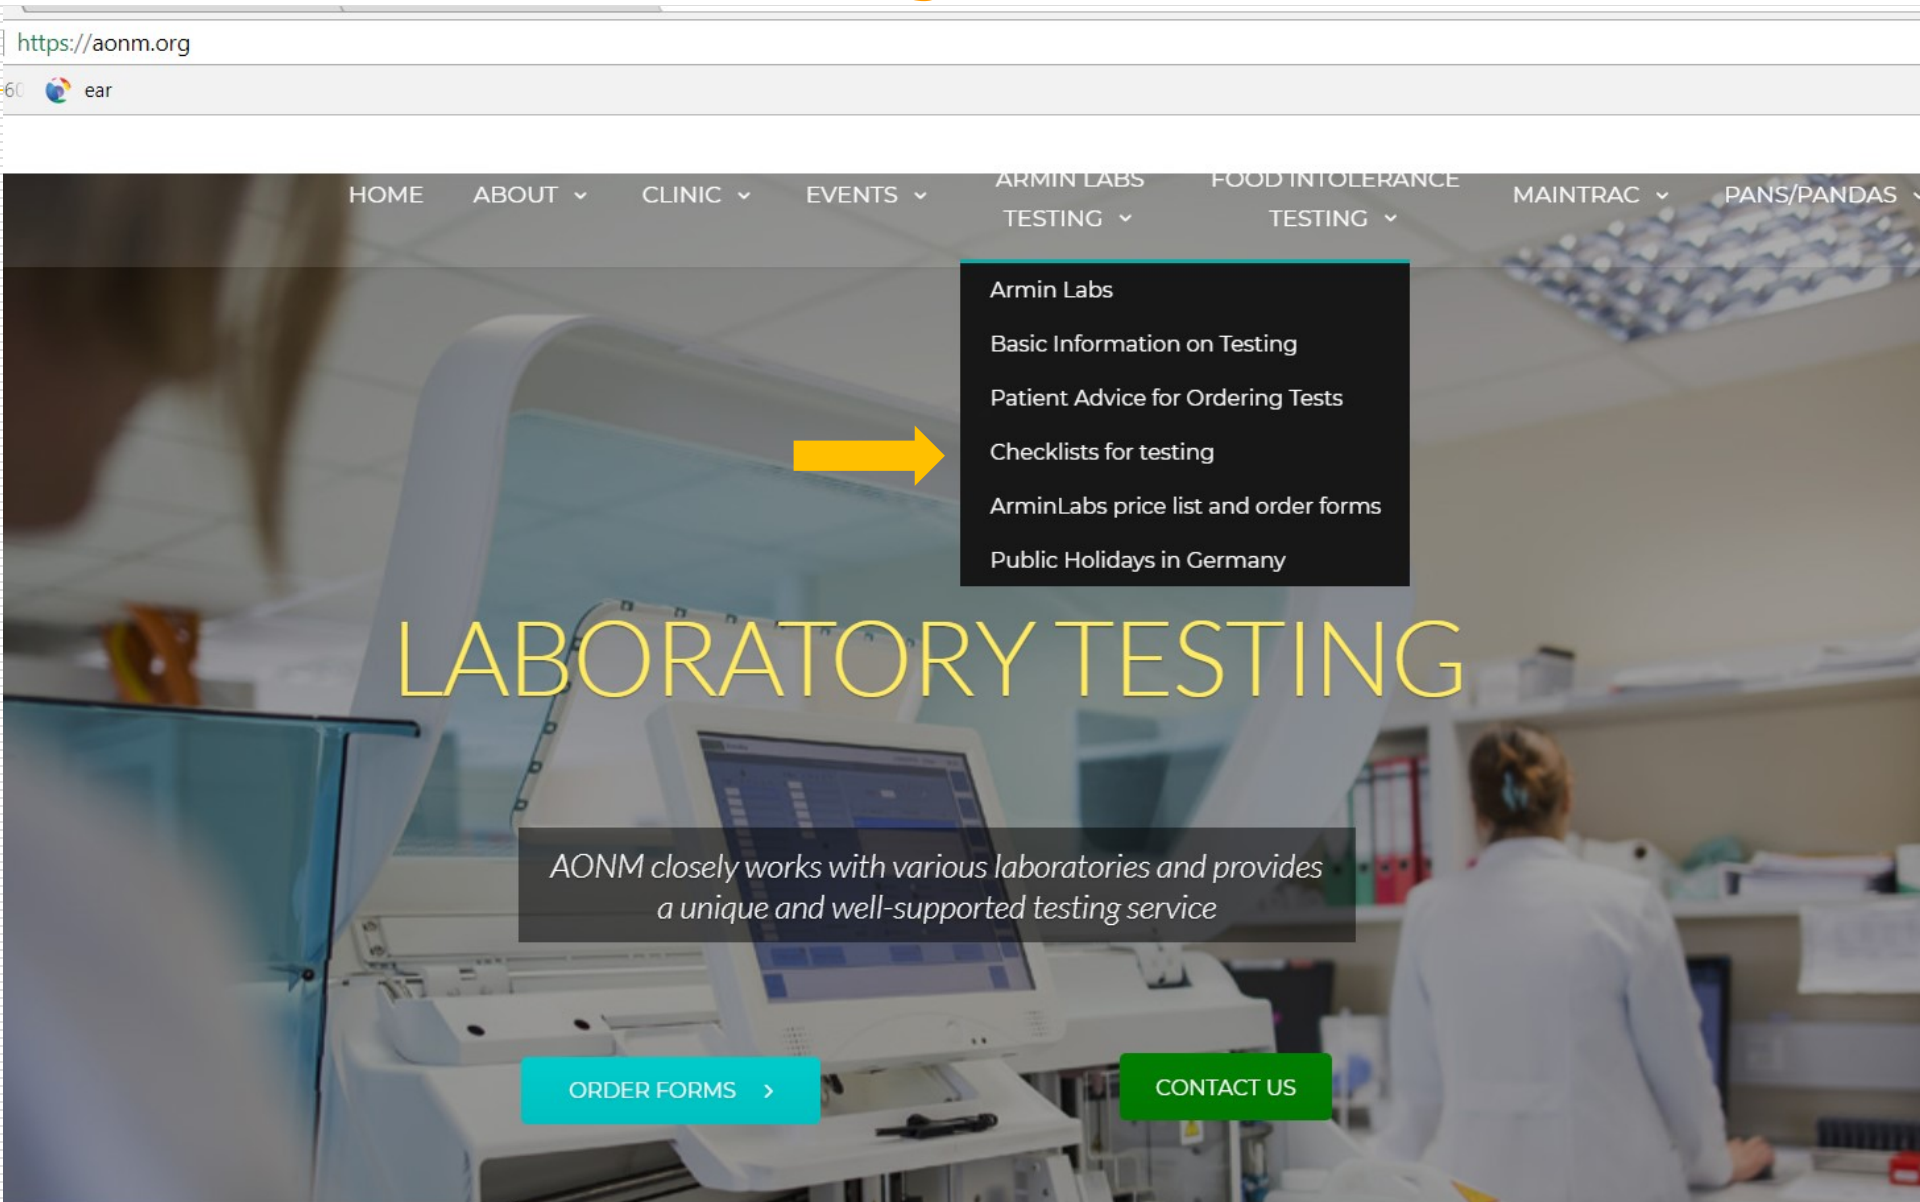 https://aonm.org
60 ear
HOME ABOUT CLINIC EVENTS ARMIN LABS TESTING FOOD INTOLERANCE TESTING MAINTRAC PANS/PANDAS
Armin Labs
Basic Information on Testing
Patient Advice for Ordering Tests
Checklists for testing
ArminLabs price list and order forms
Public Holidays in Germany
LABORATORY TESTING
AONM closely works with various laboratories and provides
a unique and well-supported testing service
ORDER FORMS
CONTACT US